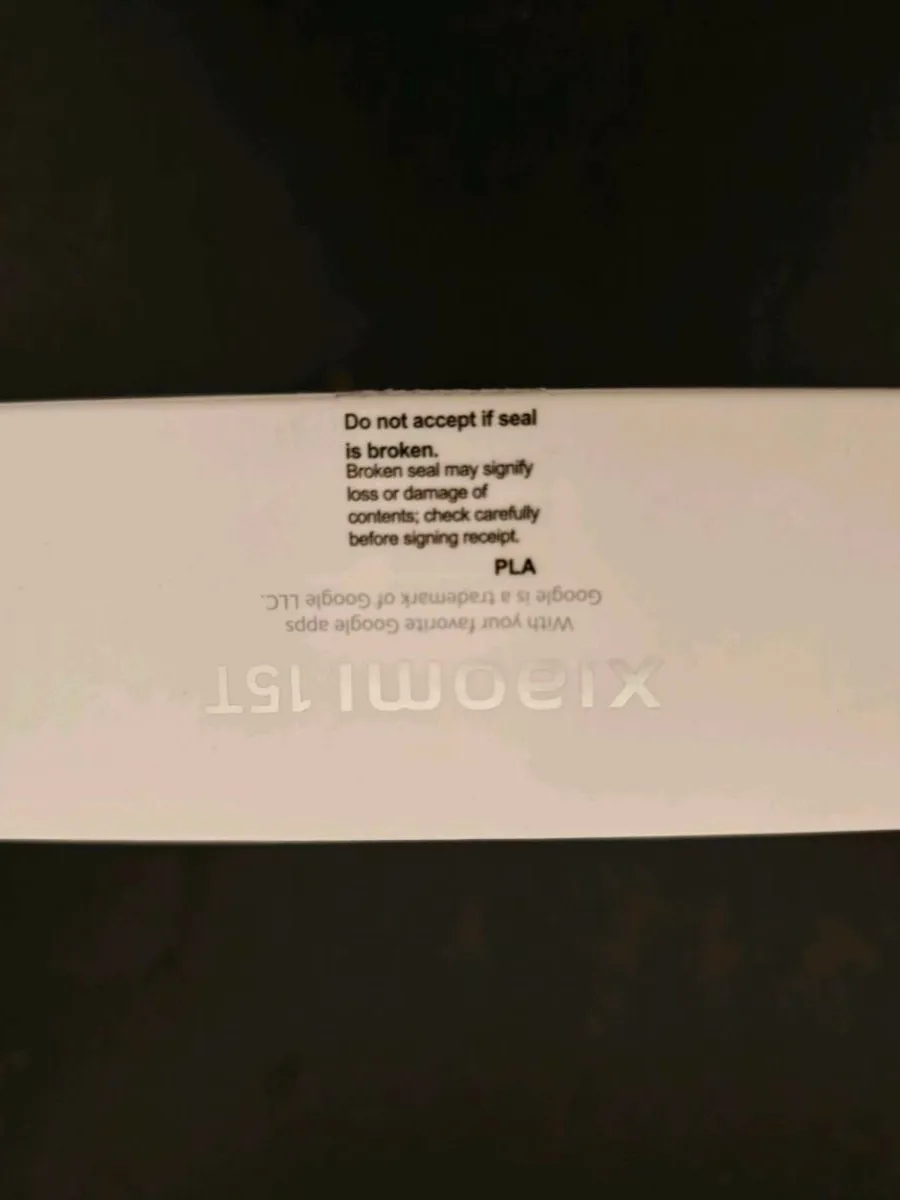 Do not accept if seal
is broken.
Broken seal may signify
loss or damage of
contents; check carefully
before signing receipt.
PLA
Google is a trademark of Google LLC.
With your favorite Google apps
XIAOMI 15T